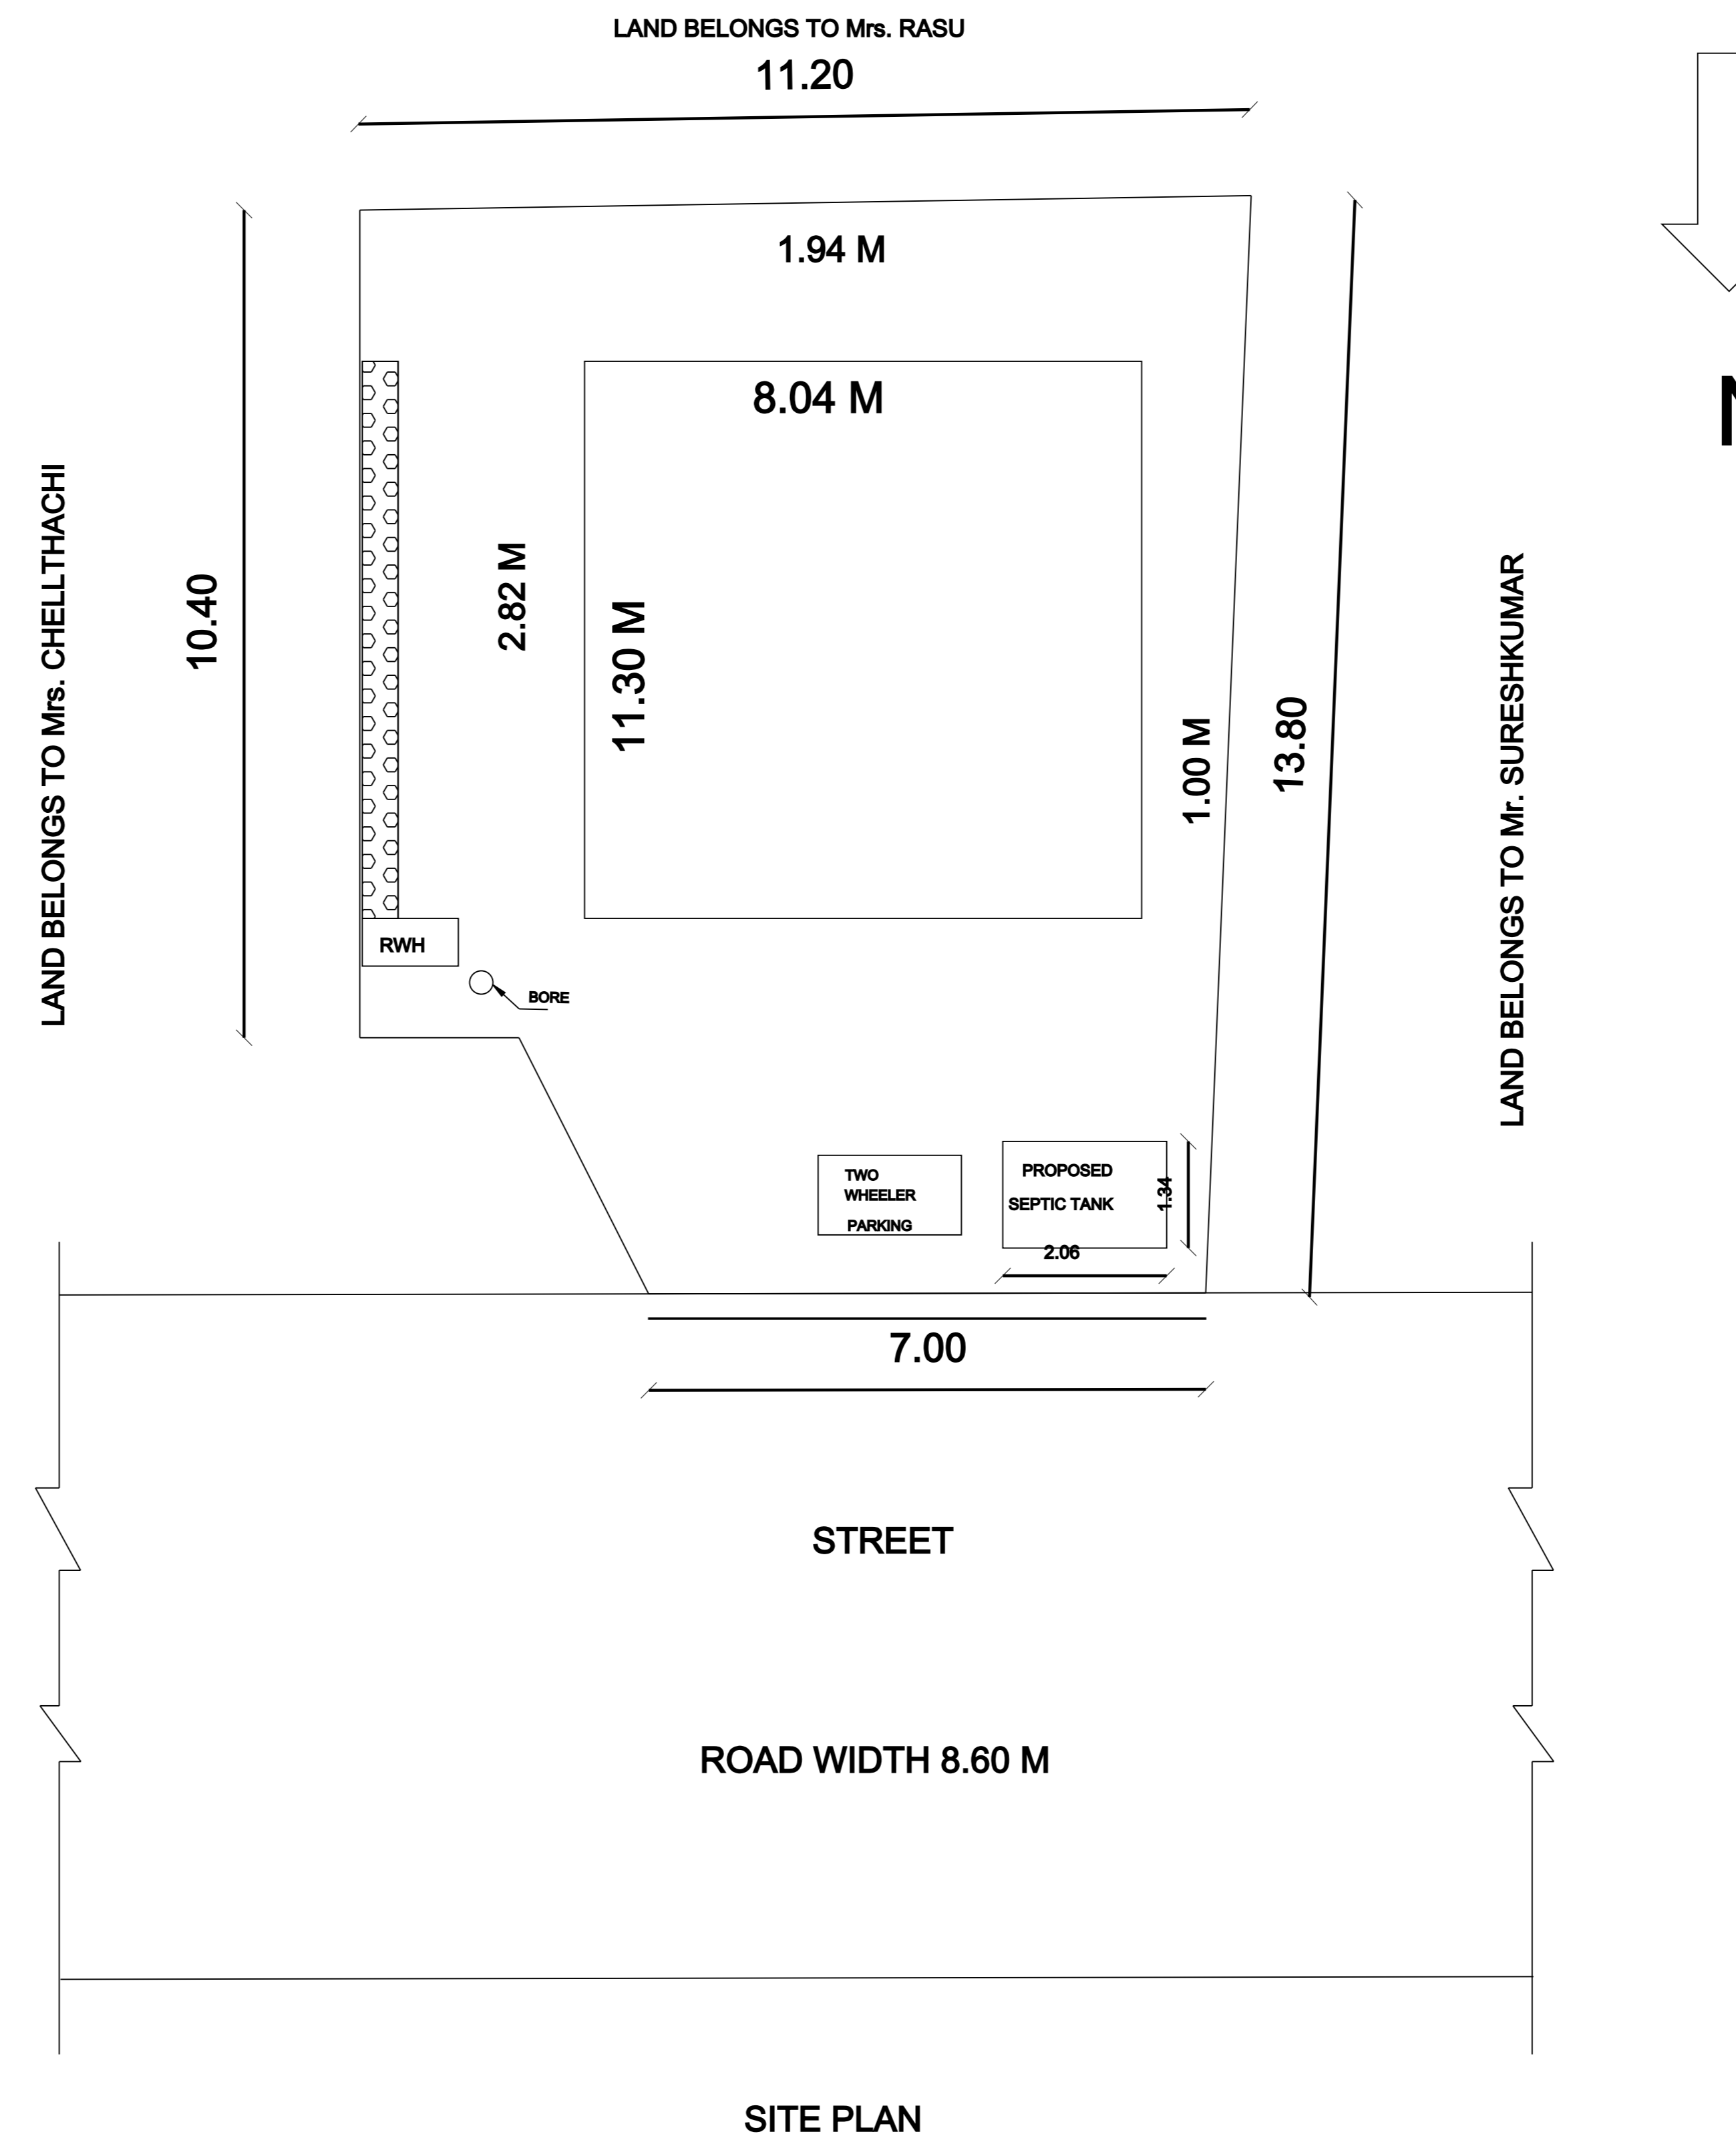 LAND BELONGS TO Mrs. RASU
11.20
1.94 M
8.04 M
LAND BELONGS TO Mrs. CHELLTHACHI
10.40
2.82 M
11.30 M
1.00 M
13.80
LAND BELONGS TO Mr. SURESHKUMAR
RWH
BORE
TWO
WHEELER
PARKING
PROPOSED
SEPTIC TANK
1.34
2.06
7.00
STREET
ROAD WIDTH 8.60 M
SITE PLAN